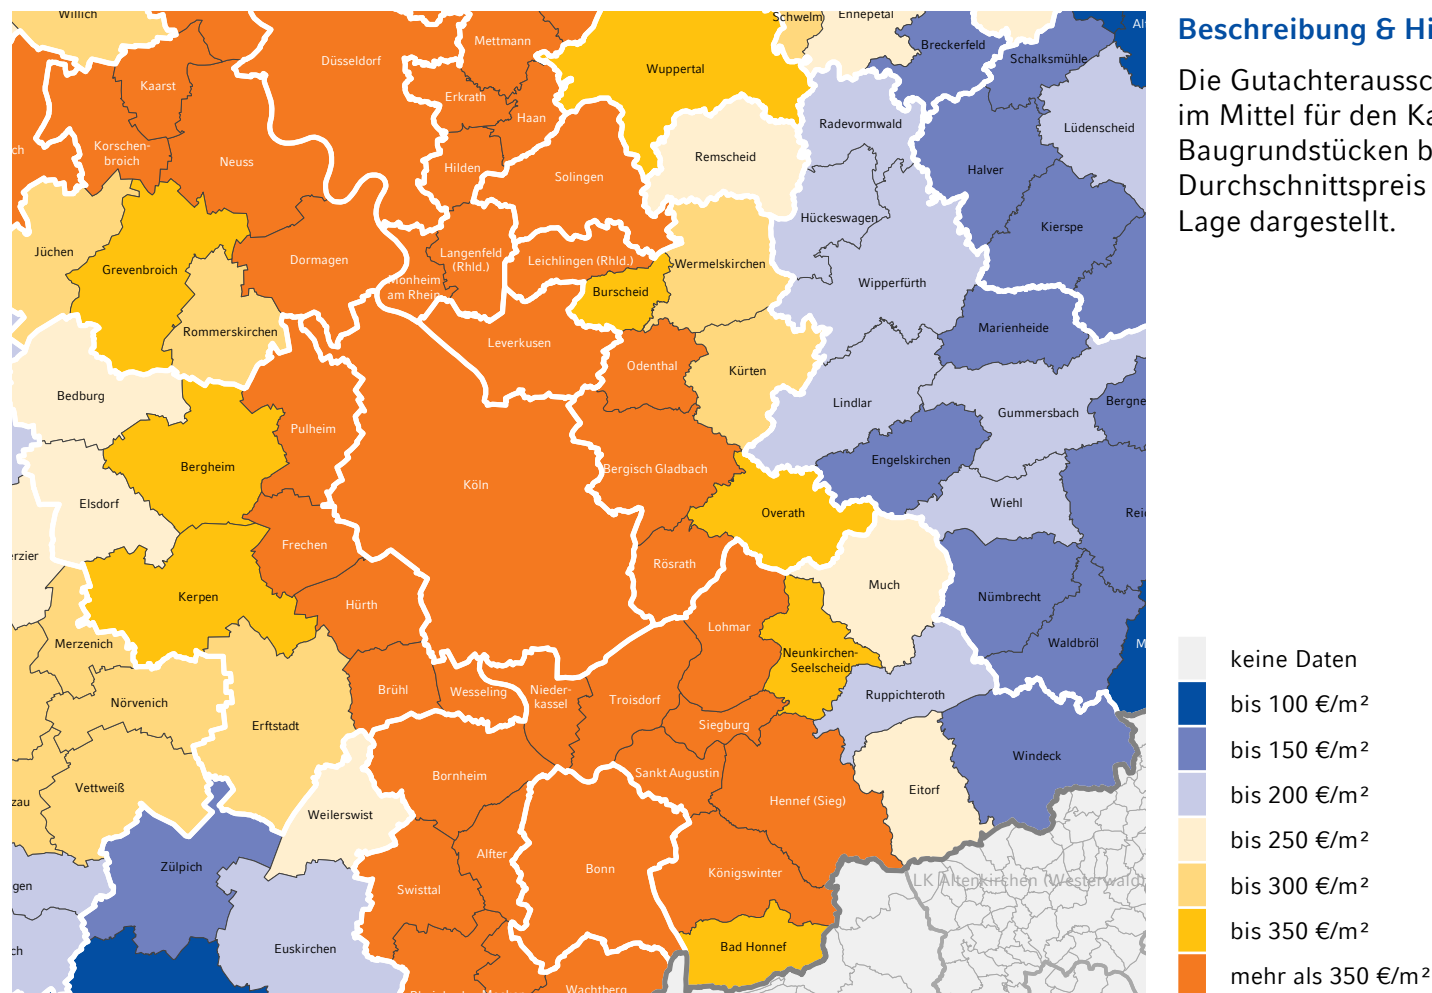 Willich
Schwelm
Ennepetal
Breckerfeld
Schalksmühle
Mettmann
Düsseldorf
Wuppertal
Kaarst
Erkrath
Haan
Radevormwald
Lüdenscheid
Korschen-
broich
Neuss
Hilden
Solingen
Remscheid
Halver
Hückeswagen
Kierspe
Jüchen
Grevenbroich
Dormagen
Langenfeld
(Rhld.)
Leichlingen (Rhld.)
Wermelskirchen
Monheim
am Rhein
Burscheid
Wipperfürth
Rommerskirchen
Marienheide
Leverkusen
Odenthal
Kürten
Bedburg
Lindlar
Gummersbach
Pulheim
Bergheim
Köln
Bergisch Gladbach
Engelskirchen
Elsdorf
Overath
Wiehl
Frechen
Rösrath
Much
Kerpen
Hürth
Nümbrecht
Lohmar
Merzenich
Waldbröl
Neunkirchen-
Seelscheid
Brühl
Wesseling
Nieder-
kassel
Troisdorf
Ruppichteroth
Nörvenich
Erftstadt
Siegburg
Windeck
Bornheim
Sankt Augustin
Vettweiß
Eitorf
Hennef (Sieg)
Weilerswist
Alfter
Zülpich
Bonn
Königswinter
Swisttal
LK Altenkirchen (Westerwald)
Euskirchen
Bad Honnef
Wachtberg
Beschreibung & Hi
Die Gutachteraussc
im Mittel für den Ka
Baugrundstücken b
Durchschnittspreis
Lage dargestellt.
keine Daten
bis 100 €/m²
bis 150 €/m²
bis 200 €/m²
bis 250 €/m²
bis 300 €/m²
bis 350 €/m²
mehr als 350 €/m²